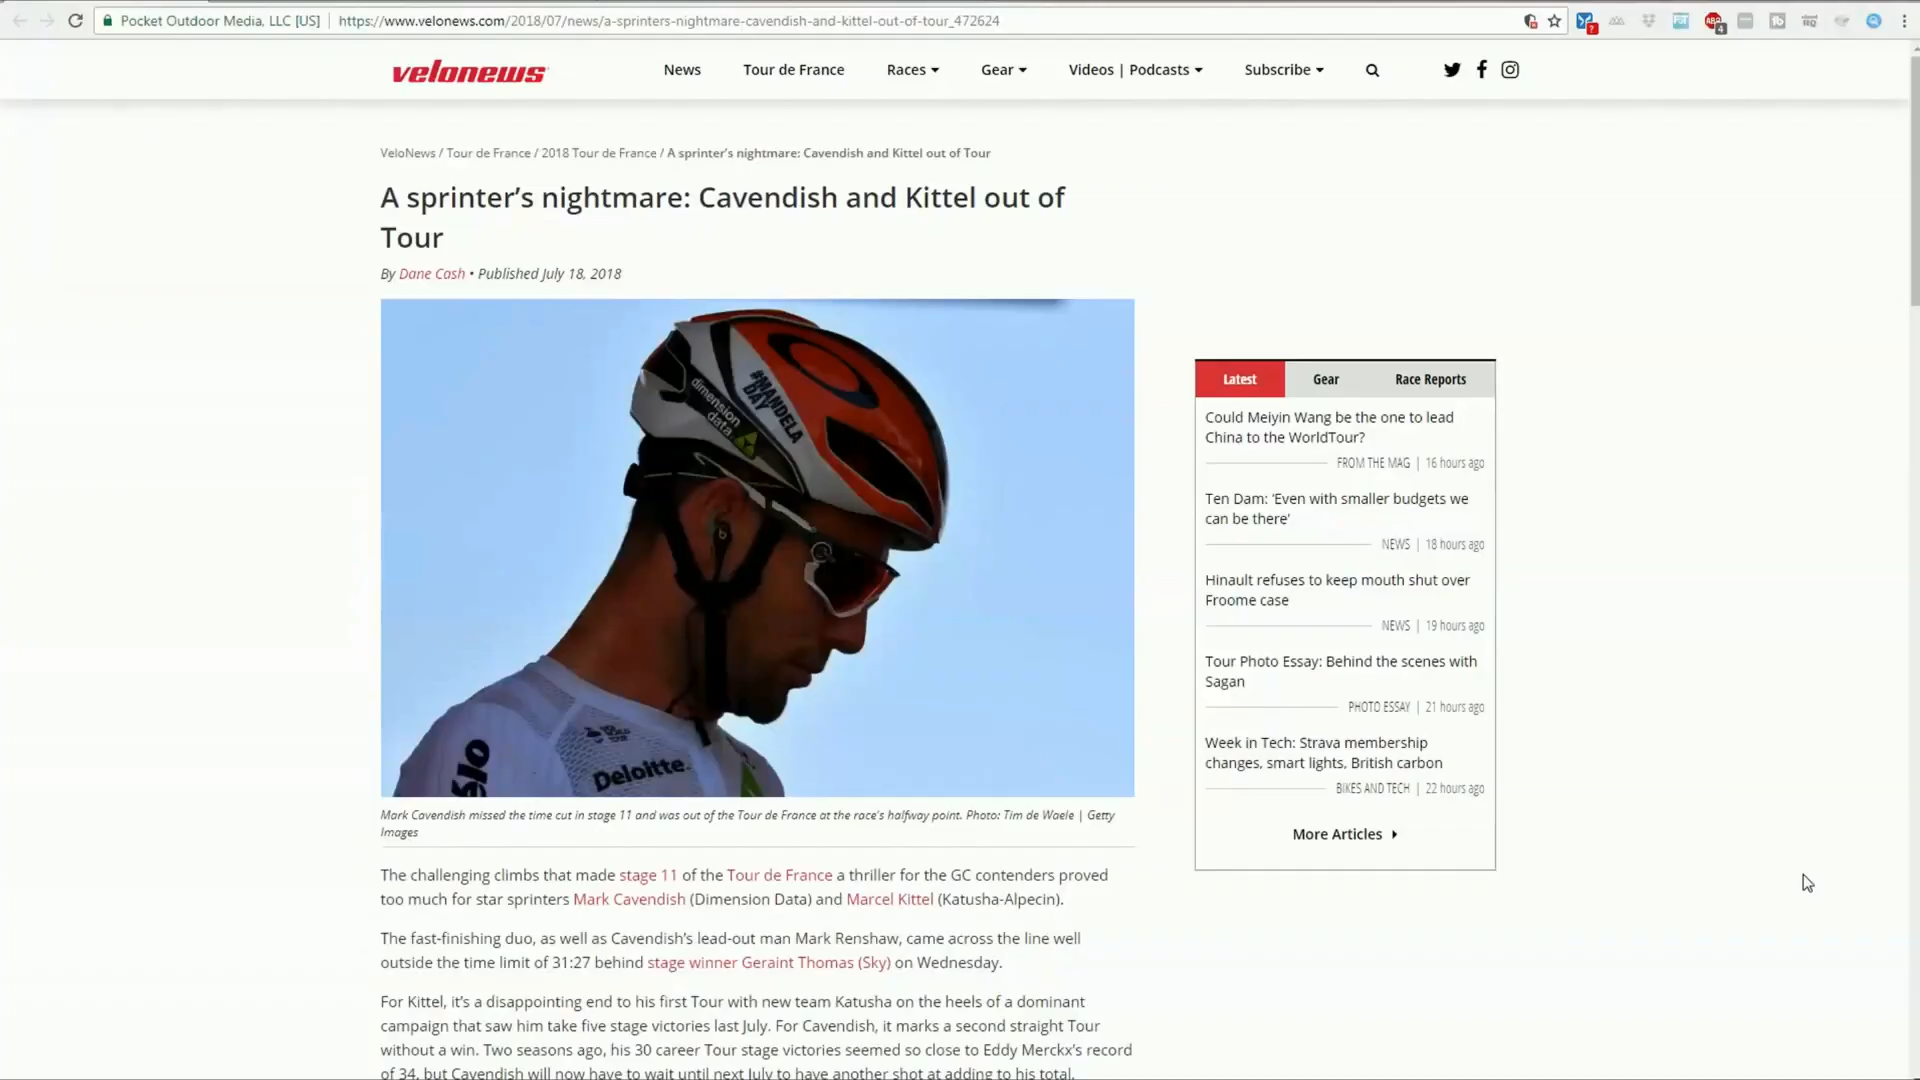 Pocket Outdoor Media, LLC [US] | https://www.velonews.com/2018/07/news/a-sprinters-nightmare-cavendish-and-kittel-out-of-tour_472624
velonews
News
Tour de France
Races
Gear
Videos | Podcasts
Subscribe
VeloNews / Tour de France / 2018 Tour de France / A sprinter's nightmare: Cavendish and Kittel out of Tour
A sprinter's nightmare: Cavendish and Kittel out of
Tour
By Dane Cash • Published July 18, 2018
dimension
data
#MANDELA
DAY
élo
Deloitte.
Mark Cavendish missed the time cut in stage 11 and was out of the Tour de France at the race's halfway point. Photo: Tim de Waele | Getty
Images
The challenging climbs that made stage 11 of the Tour de France a thriller for the GC contenders proved
too much for star sprinters Mark Cavendish (Dimension Data) and Marcel Kittel (Katusha-Alpecin).
The fast-finishing duo, as well as Cavendish's lead-out man Mark Renshaw, came across the line well
outside the time limit of 31:27 behind stage winner Geraint Thomas (Sky) on Wednesday.
For Kittel, it's a disappointing end to his first Tour with new team Katusha on the heels of a dominant
campaign that saw him take five stage victories last July. For Cavendish, it marks a second straight Tour
without a win. Two seasons ago, his 30 career Tour stage victories seemed so close to Eddy Merckx's record
of 34, but Cavendish will now have to wait until next July to have another shot at adding to his total.
Latest
Gear
Race Reports
Could Meiyin Wang be the one to lead
China to the WorldTour?
FROM THE MAG | 16 hours ago
Ten Dam: 'Even with smaller budgets we
can be there'
NEWS | 18 hours ago
Hinault refuses to keep mouth shut over
Froome case
NEWS | 19 hours ago
Tour Photo Essay: Behind the scenes with
Sagan
PHOTO ESSAY | 21 hours ago
Week in Tech: Strava membership
changes, smart lights, British carbon
BIKES AND TECH | 22 hours ago
More Articles